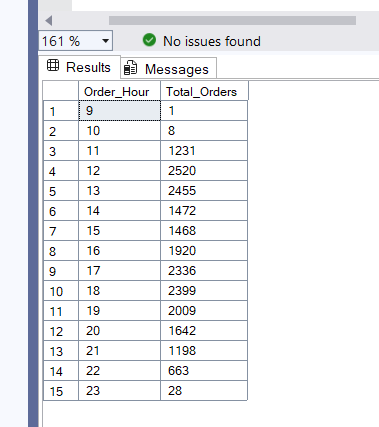 161 %
No issues found
Results Messages
Order_Hour Total_Orders
1 9 1
2 10 8
3 11 1231
4 12 2520
5 13 2455
6 14 1472
7 15 1468
8 16 1920
9 17 2336
10 18 2399
11 19 2009
12 20 1642
13 21 1198
14 22 663
15 23 28